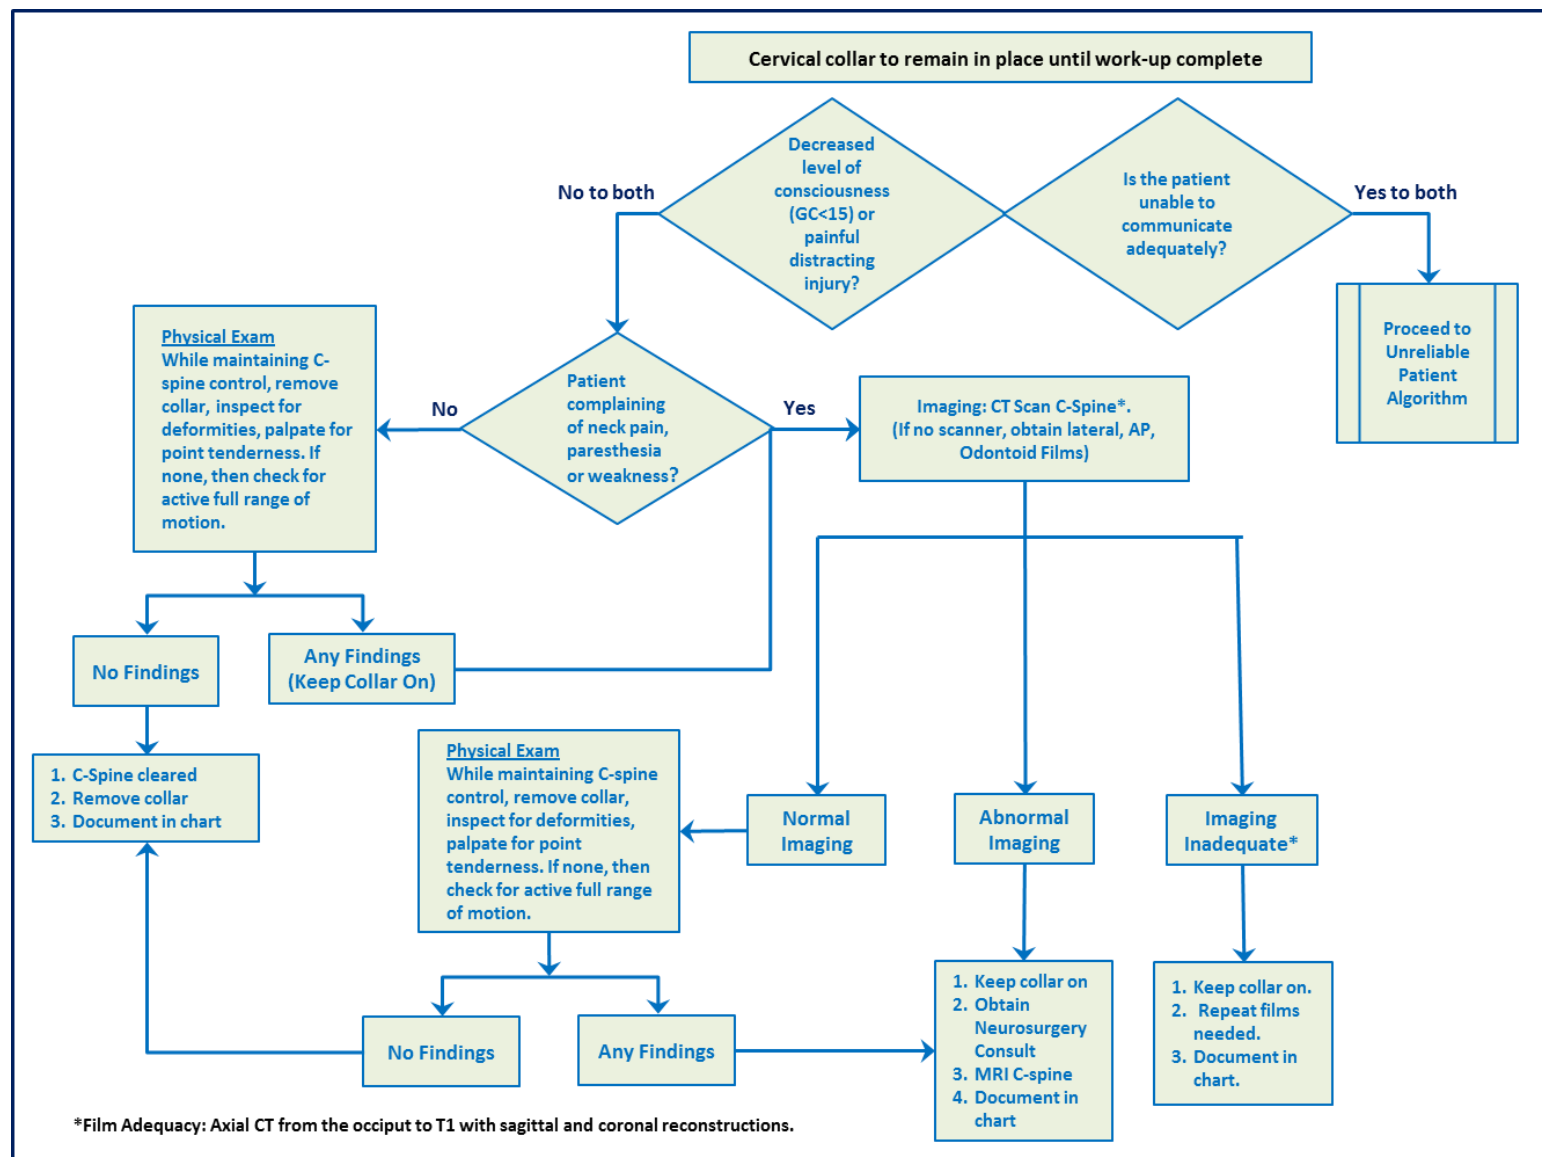 Cervical collar to remain in place until work-up complete
Decreased
level of
consciousness
(GC<15) or
painful
distracting
injury?
Is the patient
unable to
communicate
adequately?
No to both
Yes to both
Proceed to
Unreliable
Patient
Algorithm
Physical Exam
While maintaining C-
spine control, remove
collar, inspect for
deformities, palpate for
point tenderness. If
none, then check for
active full range of
motion.
No
Patient
complaining
of neck pain,
paresthesia
or weakness?
Yes
Imaging: CT Scan C-Spine*.
(If no scanner, obtain lateral, AP,
Odontoid Films)
No Findings
Any Findings
(Keep Collar On)
1. C-Spine cleared
2. Remove collar
3. Document in chart
Physical Exam
While maintaining C-spine
control, remove collar,
inspect for deformities,
palpate for point
tenderness. If none, then
check for active full range
of motion.
Normal
Imaging
Abnormal
Imaging
Imaging
Inadequate*
No Findings
Any Findings
1. Keep collar on
2. Obtain
Neurosurgery
Consult
3. MRI C-spine
4. Document in
chart
1. Keep collar on.
2. Repeat films
needed.
3. Document in
chart.
*Film Adequacy: Axial CT from the occiput to T1 with sagittal and coronal reconstructions.